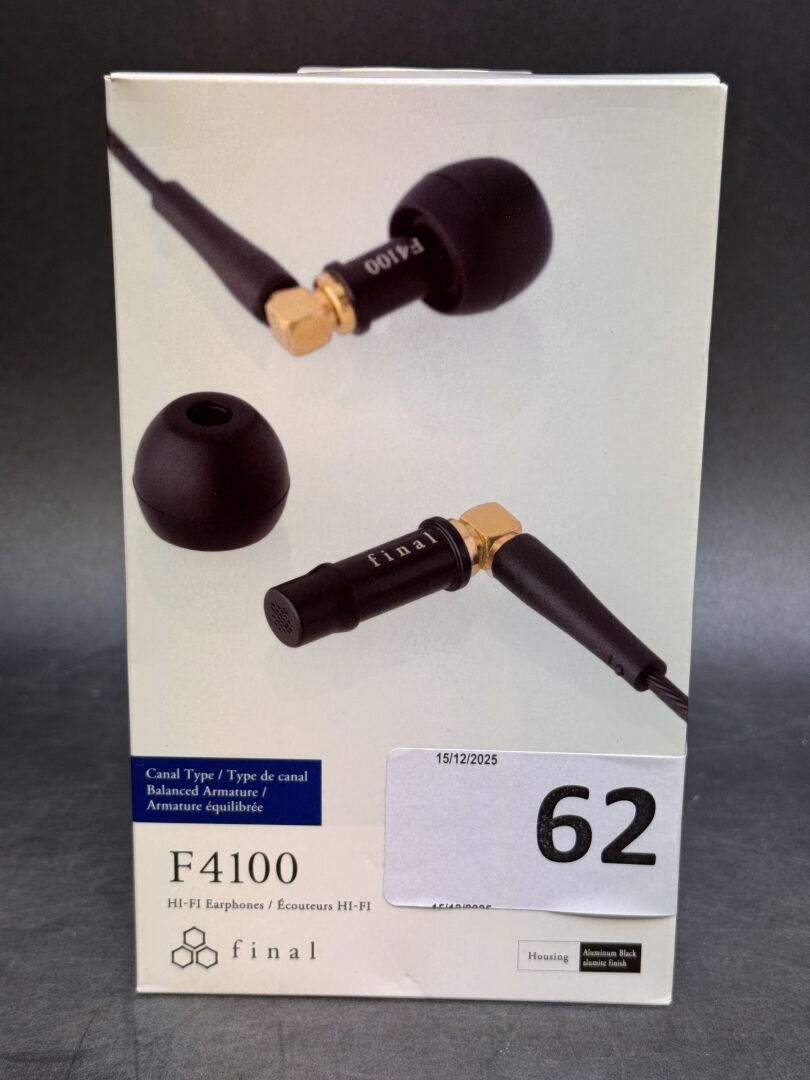 F4100
final
15/12/2025
62
Canal Type / Type de canal
Balanced Armature /
Armature équilibrée
F4100
HI-FI Earphones / Écouteurs HI-FI
final
Housing
Aluminum Black
alumite finish